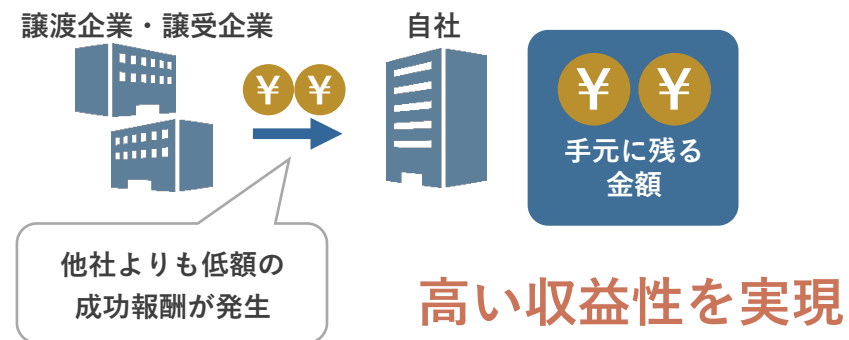 譲渡企業・譲受企業
自社
¥ ¥
¥ ¥
手元に残る
金額
他社よりも低額の
成功報酬が発生
高い収益性を実現